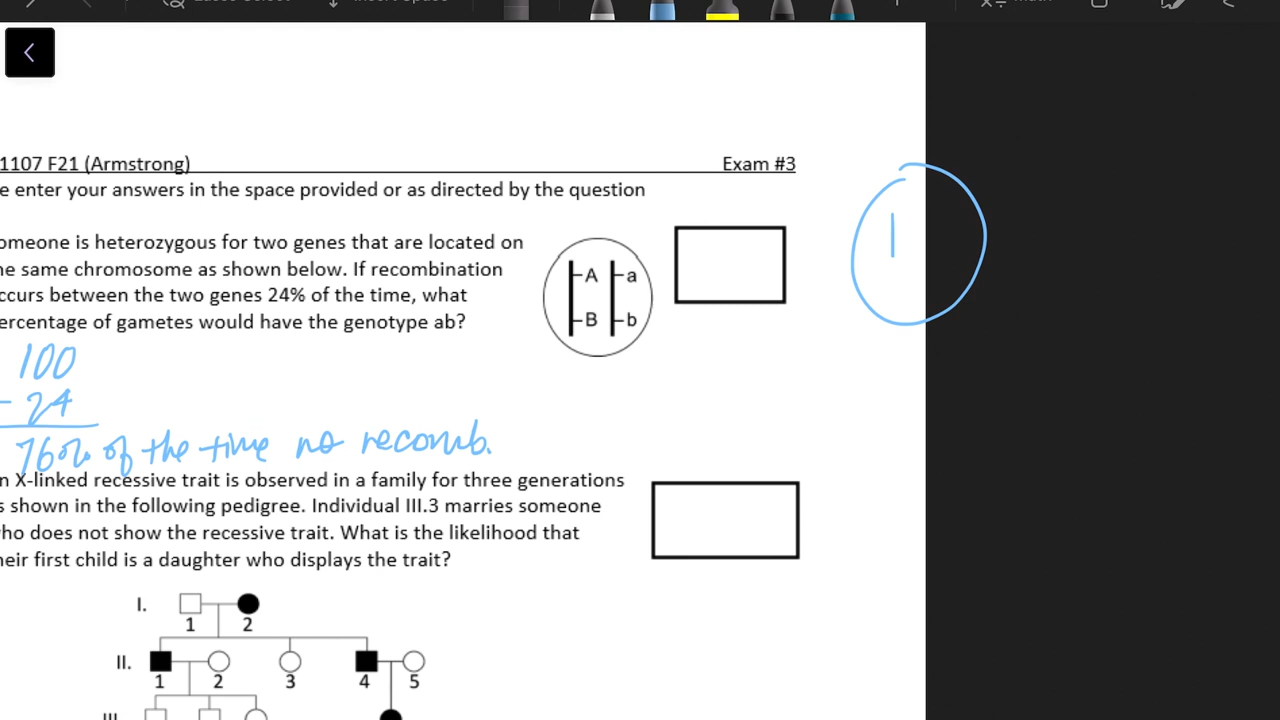 1107 F21 (Armstrong) Exam #3
e enter your answers in the space provided or as directed by the question
omeone is heterozygous for two genes that are located on
ne same chromosome as shown below. If recombination
ccurs between the two genes 24% of the time, what
ercentage of gametes would have the genotype ab?
A a
B b
1
100
- 24
76% of the time no recomb.
n X-linked recessive trait is observed in a family for three generations
s shown in the following pedigree. Individual III.3 marries someone
ho does not show the recessive trait. What is the likelihood that
heir first child is a daughter who displays the trait?
I.
1 2
II.
1 2 3 4 5